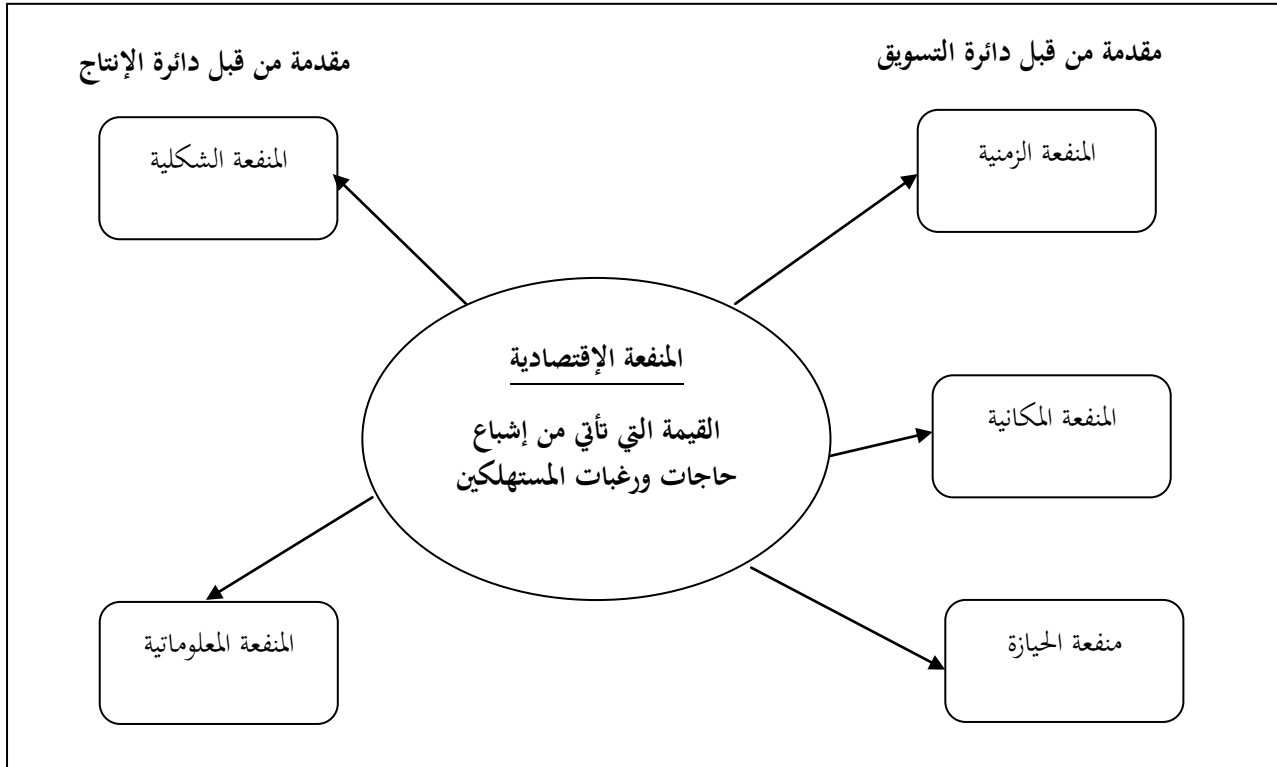 مقدمة من قبل دائرة التسويق
مقدمة من قبل دائرة الإنتاج
المنفعة الزمنية
المنفعة الشكلية
المنفعة الإقتصادية
القيمة التي تأتي من إشباع
حاجات ورغبات المستهلكين
المنفعة المكانية
منفعة الحيازة
المنفعة المعلوماتية